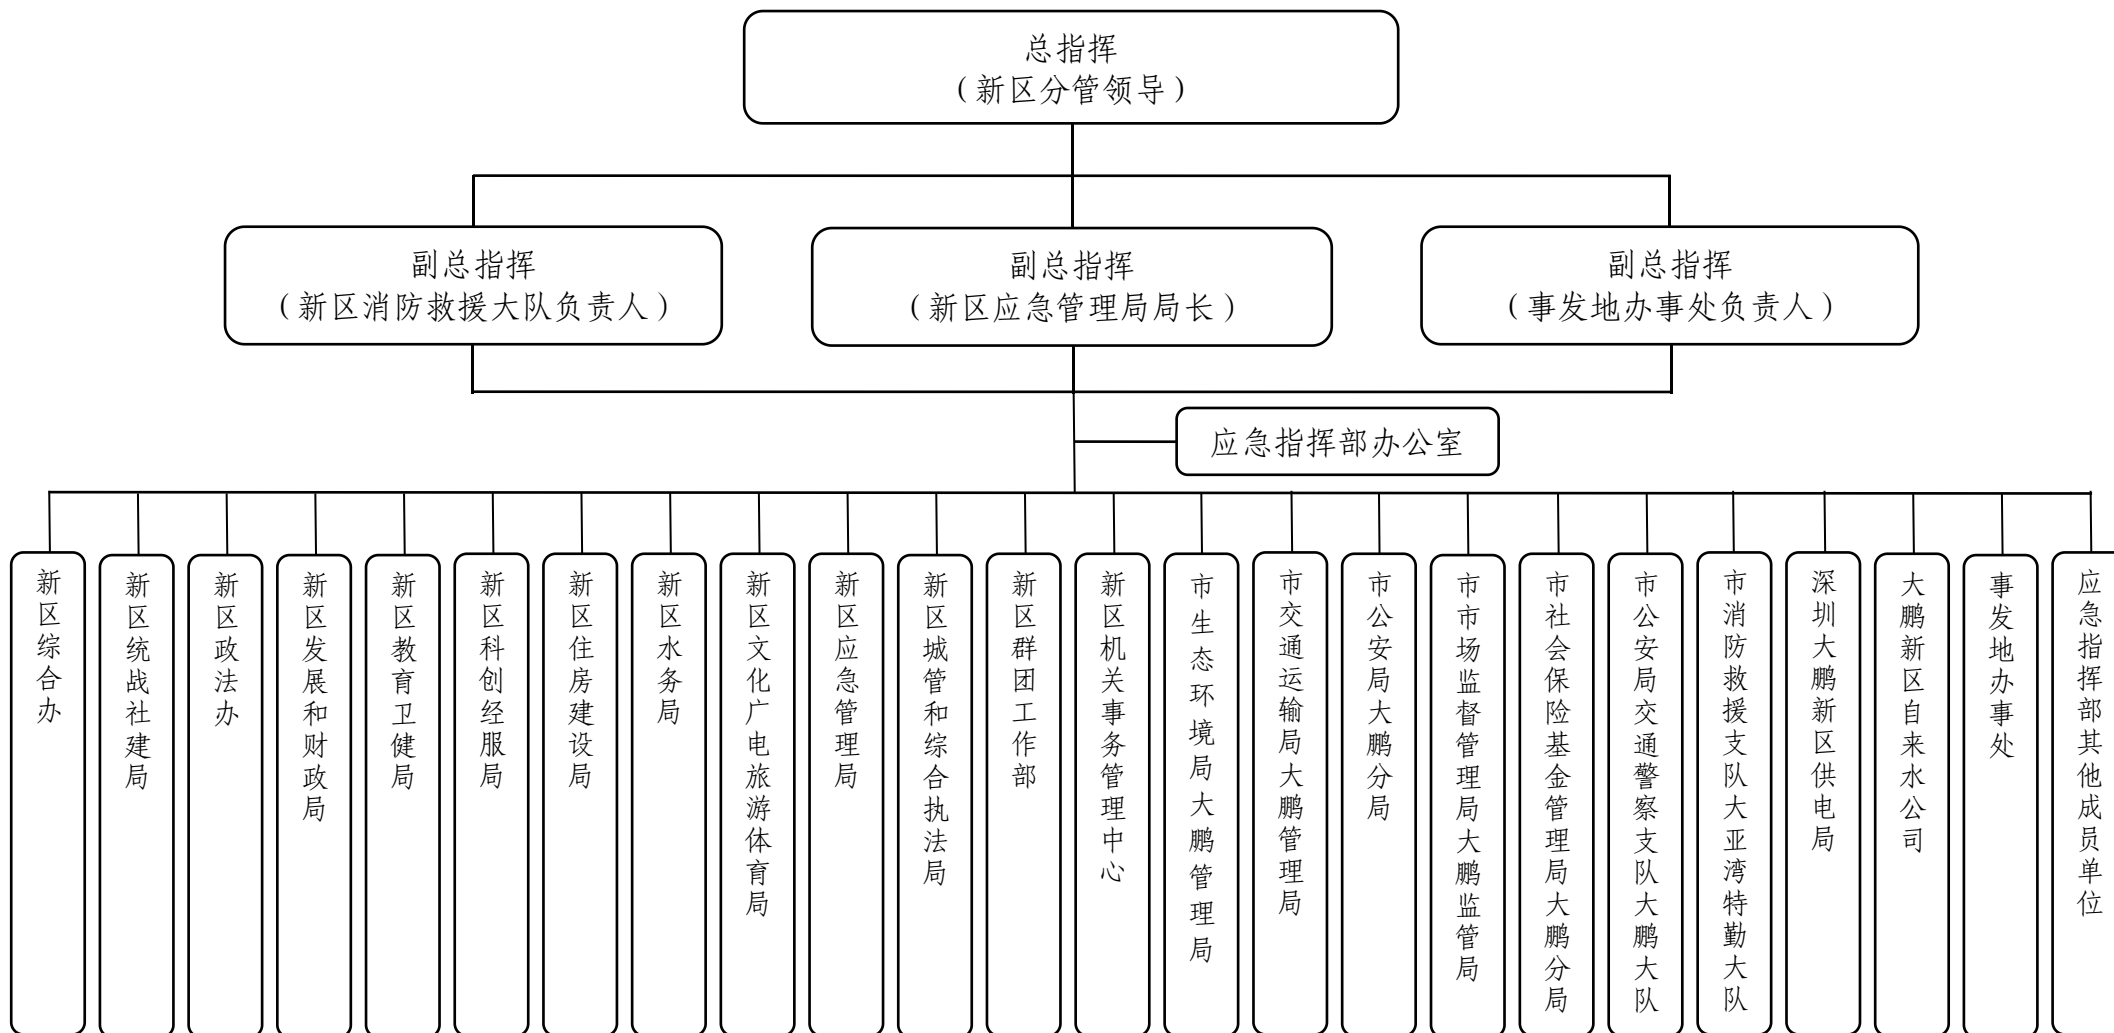 总指挥
（新区分管领导）
副总指挥
（新区消防救援大队负责人）
副总指挥
（新区应急管理局局长）
副总指挥
（事发地办事处负责人）
应急指挥部办公室
新区综合办
新区统战社建局
新区政法办
新区发展和财政局
新区教育卫健局
新区科创经服局
新区住房建设局
新区水务局
新区文化广电旅游体育局
新区应急管理局
新区城管和综合执法局
新区群团工作部
新区机关事务管理中心
市生态环境局大鹏管理局
市交通运输局大鹏管理局
市公安局大鹏分局
市市场监督管理局大鹏监管局
市社会保险基金管理局大鹏分局
市公安局交通警察支队大鹏大队
市消防救援支队大亚湾特勤大队
深圳大鹏新区供电局
大鹏新区自来水公司
事发地办事处
应急指挥部其他成员单位